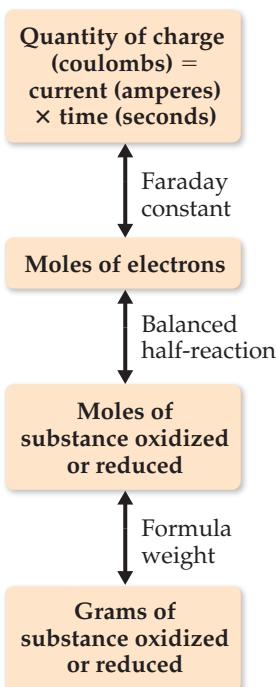 Quantity of charge
(coulombs) =
current (amperes)
× time (seconds)
Faraday
constant
Moles of electrons
Balanced
half-reaction
Moles of
substance oxidized
or reduced
Formula
weight
Grams of
substance oxidized
or reduced